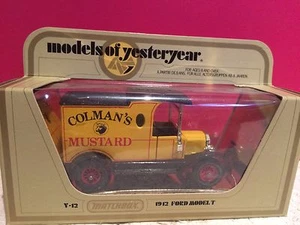 models of yesteryear
COLMAN'S
MUSTARD
Y-12
MATCHBOX
1912 FORD MODEL T